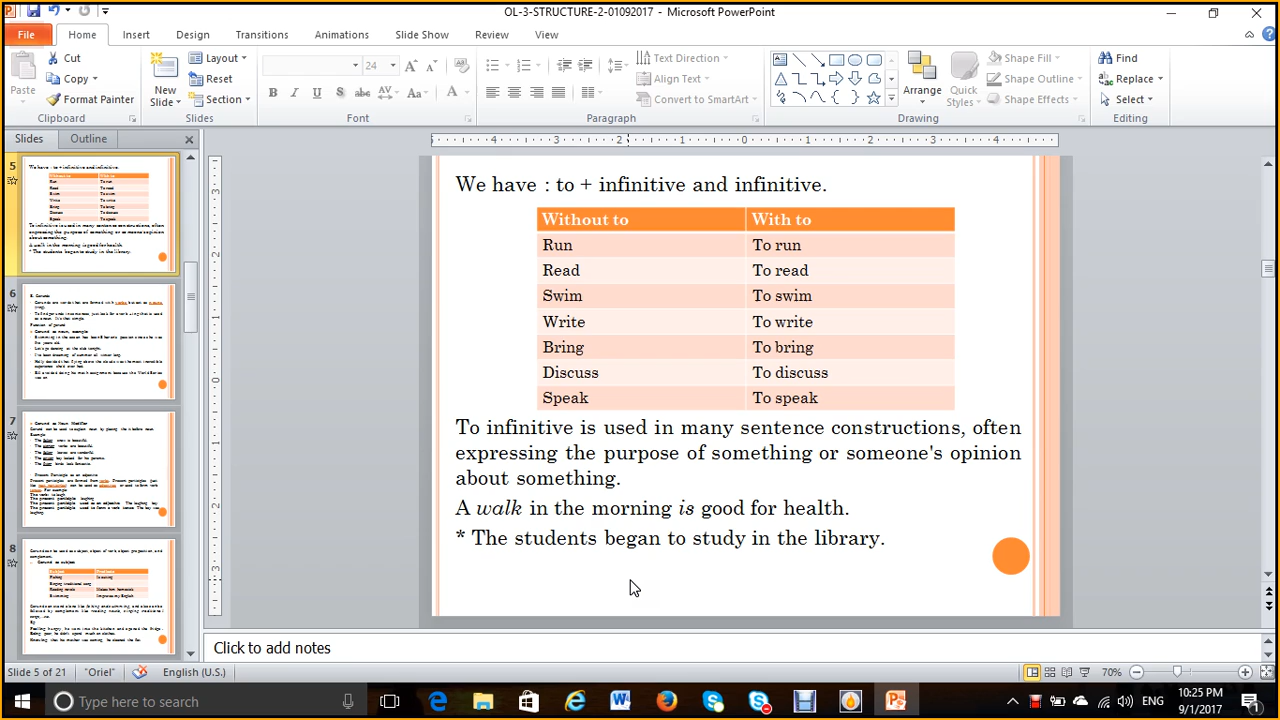 OL-3-STRUCTURE-2-01092017 - Microsoft PowerPoint
File Home Insert Design Transitions Animations Slide Show Review View
Paste
Cut
Copy
Format Painter
Clipboard
New Slide
Layout
Reset
Section
Slides
24
Font
Text Direction
Align Text
Convert to SmartArt
Paragraph
Arrange
Quick Styles
Shape Fill
Shape Outline
Shape Effects
Drawing
Find
Replace
Select
Editing
Slides Outline
5
6
7
8
We have : to + infinitive and infinitive.
Without to With to
Run To run
Read To read
Swim To swim
Write To write
Bring To bring
Discuss To discuss
Speak To speak
To infinitive is used in many sentence constructions, often
expressing the purpose of something or someone's opinion
about something.
A walk in the morning is good for health.
* The students began to study in the library.
Click to add notes
Slide 5 of 21 "Oriel" English (U.S.) 70%
Type here to search
ENG
10:25 PM
9/1/2017